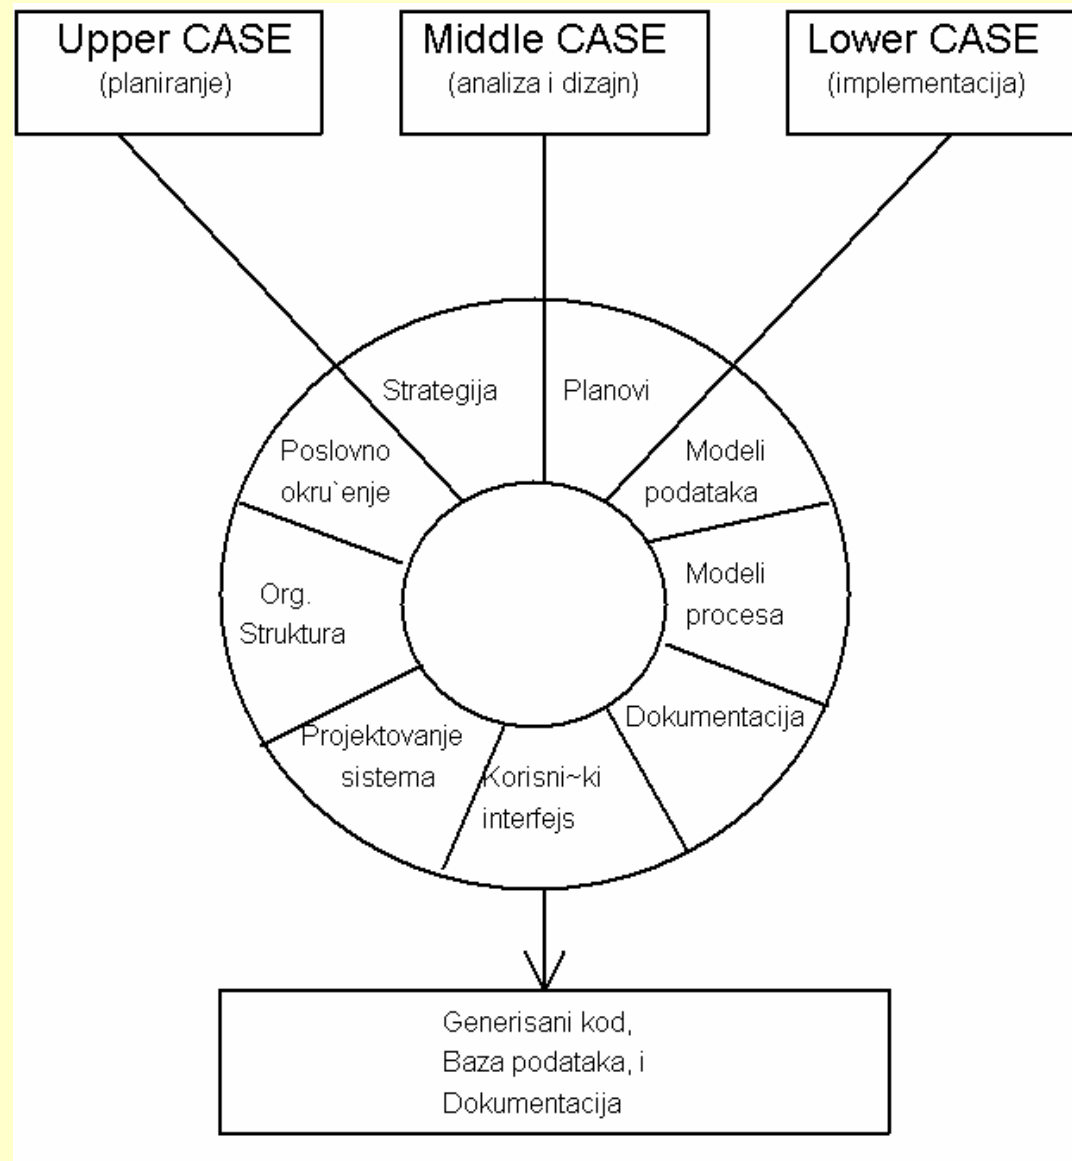 Upper CASE
(planiranje)
Middle CASE
(analiza i dizajn)
Lower CASE
(implementacija)
Strategija
Planovi
Poslovno
okru`enje
Modeli
podataka
Org.
Struktura
Modeli
procesa
Projektovanje
sistema
Korisni~ki
interfejs
Dokumentacija
Generisani kod,
Baza podataka, i
Dokumentacija